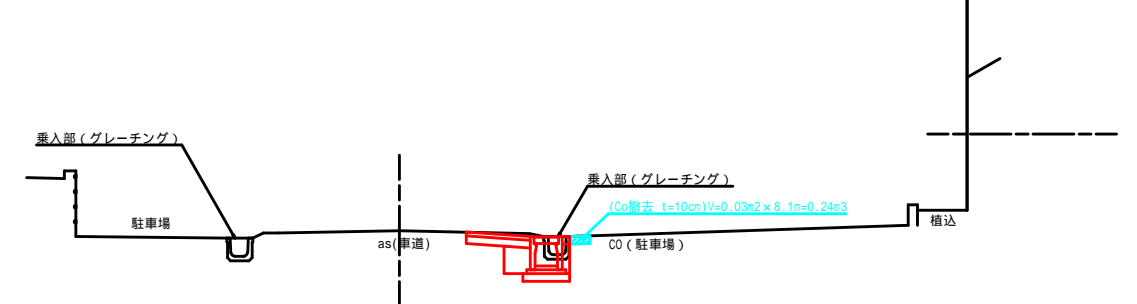 乗入部(グレーチング)
乗入部(グレーチング)
(Co撤去 t=10cm)V=0.03m2×8.1m=0.24m3
駐車場
植込
as(車道)
CO(駐車場)